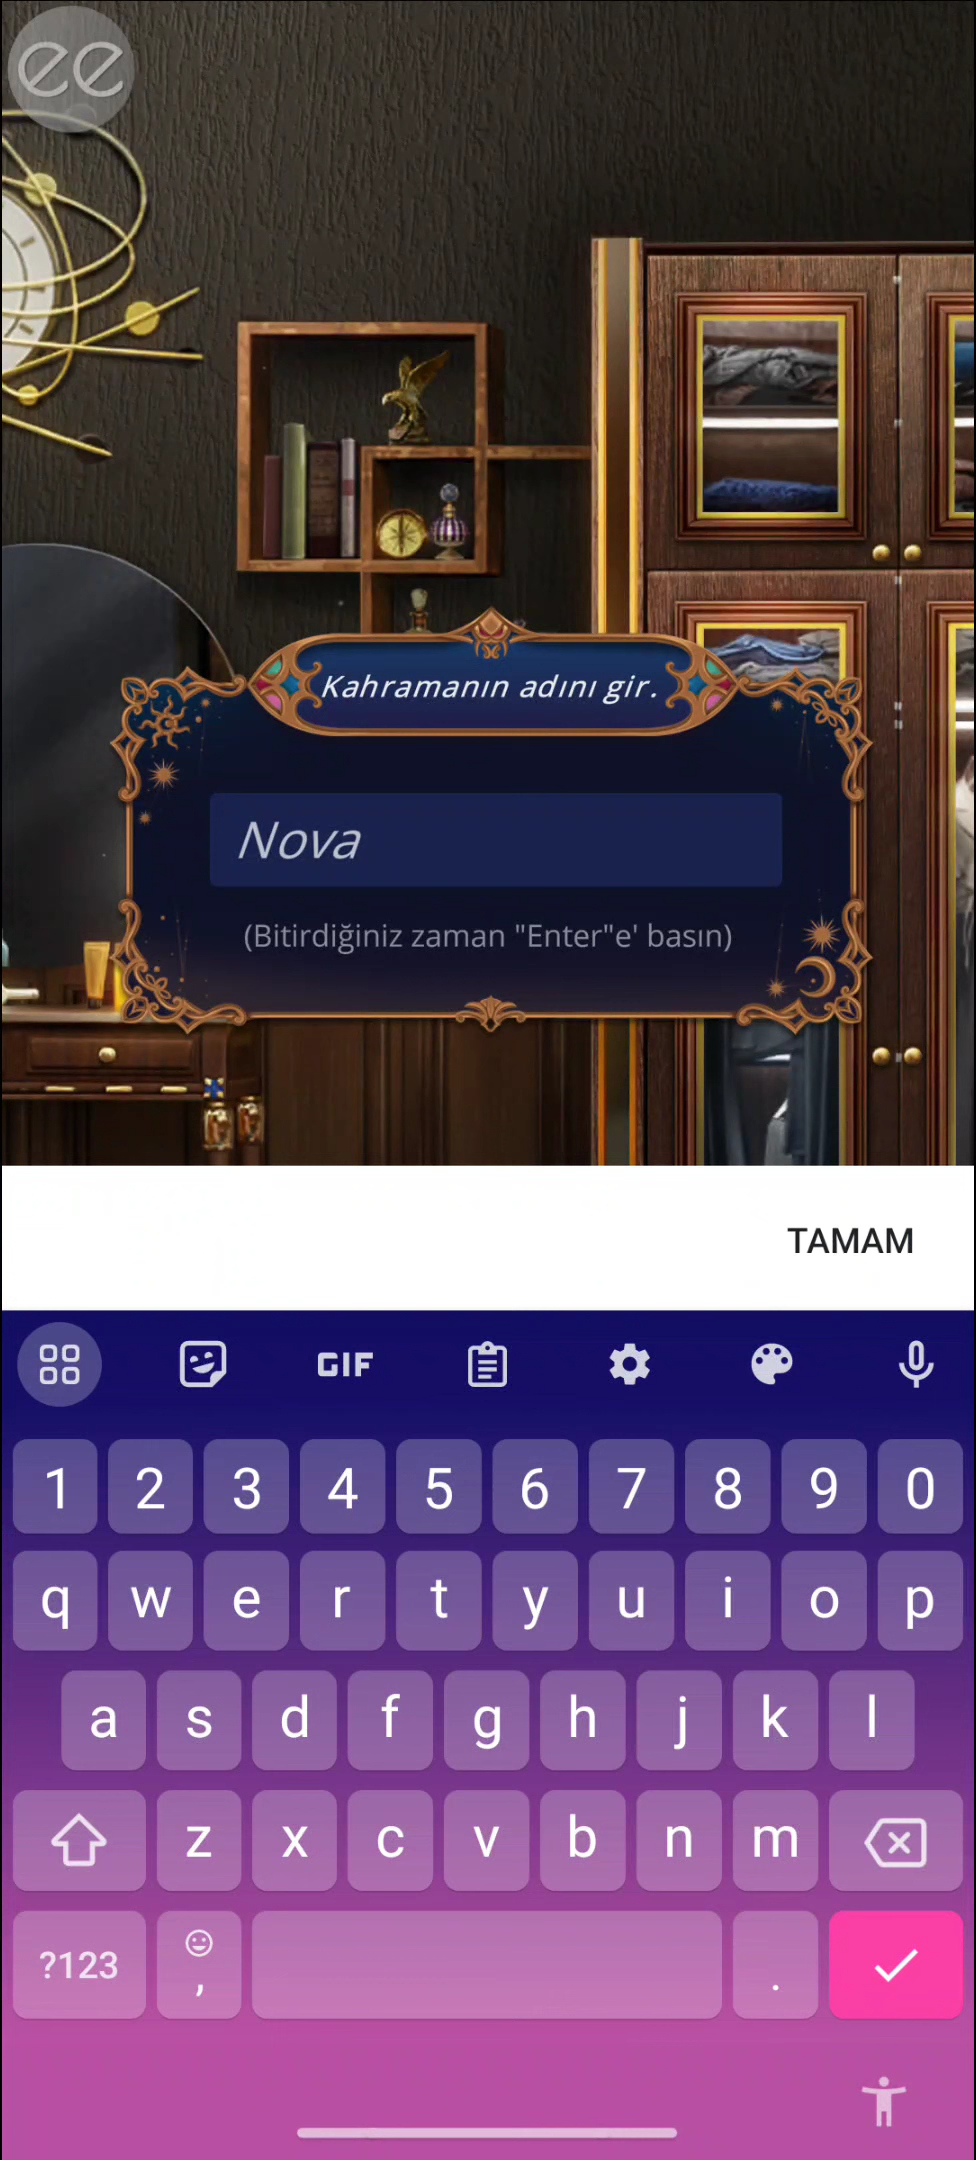 ee
Kahramanın adını gir.
Nova
(Bitirdiğiniz zaman "Enter"e' basın)
TAMAM
GIF
1 2 3 4 5 6 7 8 9 0
q w e r t y u i o p
a s d f g h j k l
z x c v b n m
?123 , .